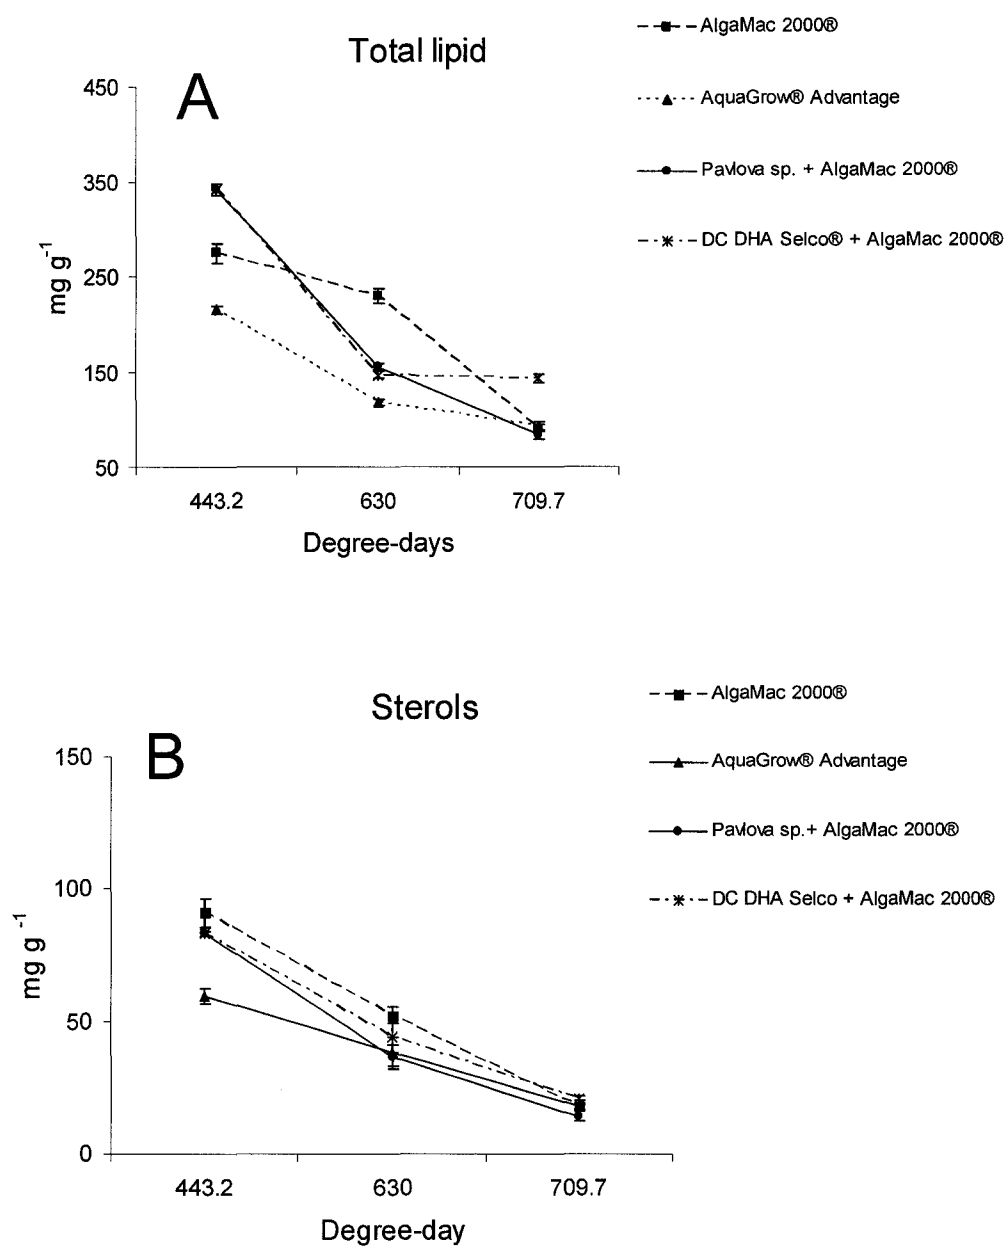 AlgaMac 2000®
Total lipid
A
AquaGrow® Advantage
Pavlova sp. + AlgaMac 2000®
DC DHA Selco® + AlgaMac 2000®
450
350
250
150
50
mg g-1
443.2 630 709.7
Degree-days
Sterols
B
AlgaMac 2000®
AquaGrow® Advantage
Pavlova sp.+ AlgaMac 2000®
DC DHA Selco + AlgaMac 2000®
150
100
50
0
mg g -1
443.2 630 709.7
Degree-day